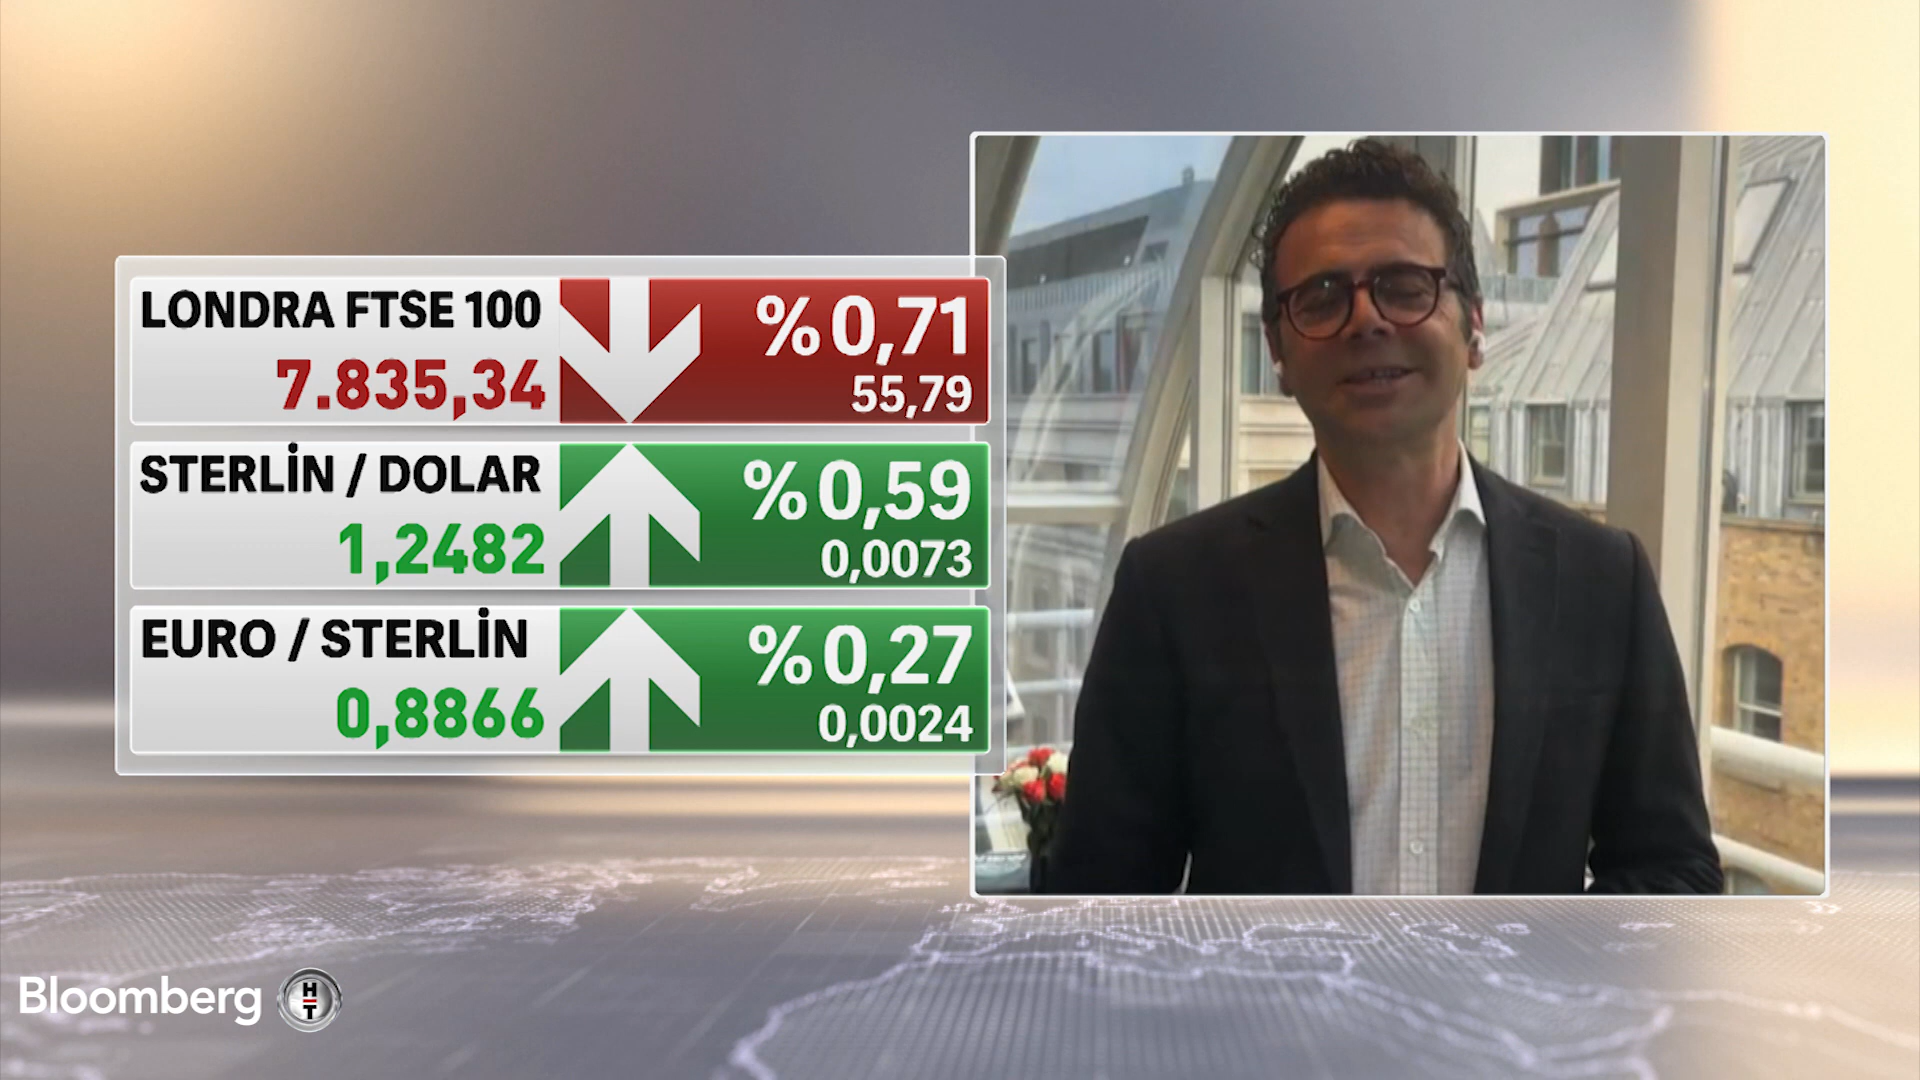 LONDRA FTSE 100
7.835,34
%0,71
55,79
STERLİN / DOLAR
1,2482
%0,59
0,0073
EURO / STERLİN
0,8866
%0,27
0,0024
Bloomberg HT